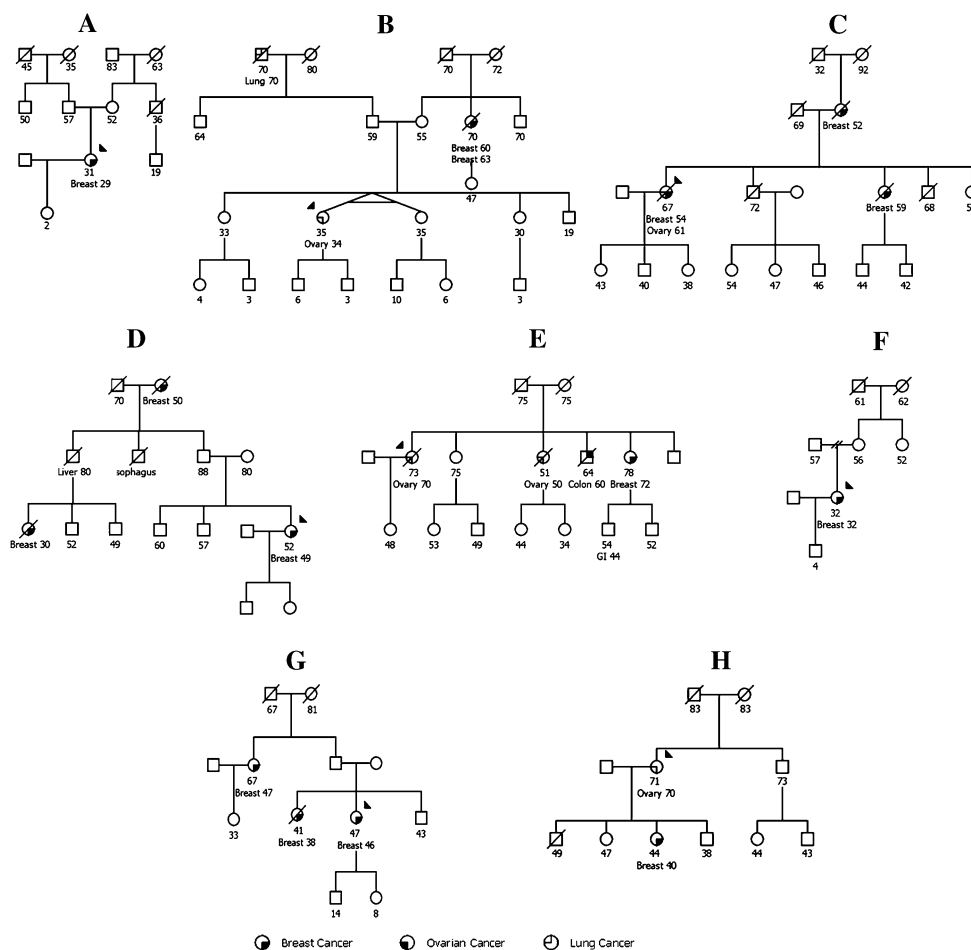 A
45 35 83 63
50 57 52 36
31 19
Breast 29
2
B
70 80 70 72
Lung 70
64 59 55 70 70
Breast 60
Breast 63
47
33 35 35 30 19
Ovary 34
4 3 6 3 10 6 3
C
32 92
69 Breast 52
67 72 Breast 59 68 5
Breast 54
Ovary 61
43 40 38 54 47 46 44 42
D
70 Breast 50
Liver 80 sophagus 88 80
Breast 30 52 49 60 57 52
Breast 49
E
75 75
73 75 51 64 78
Ovary 70 Ovary 50 Colon 60 Breast 72
48 53 49 44 34 54 52
GI 44
F
61 62
57 56 52
32
Breast 32
4
G
67 81
67
Breast 47
33 41 47 43
Breast 38 Breast 46
14 8
H
83 83
71 73
Ovary 70
49 47 44 38 44 43
Breast 40
Breast Cancer Ovarian Cancer Lung Cancer